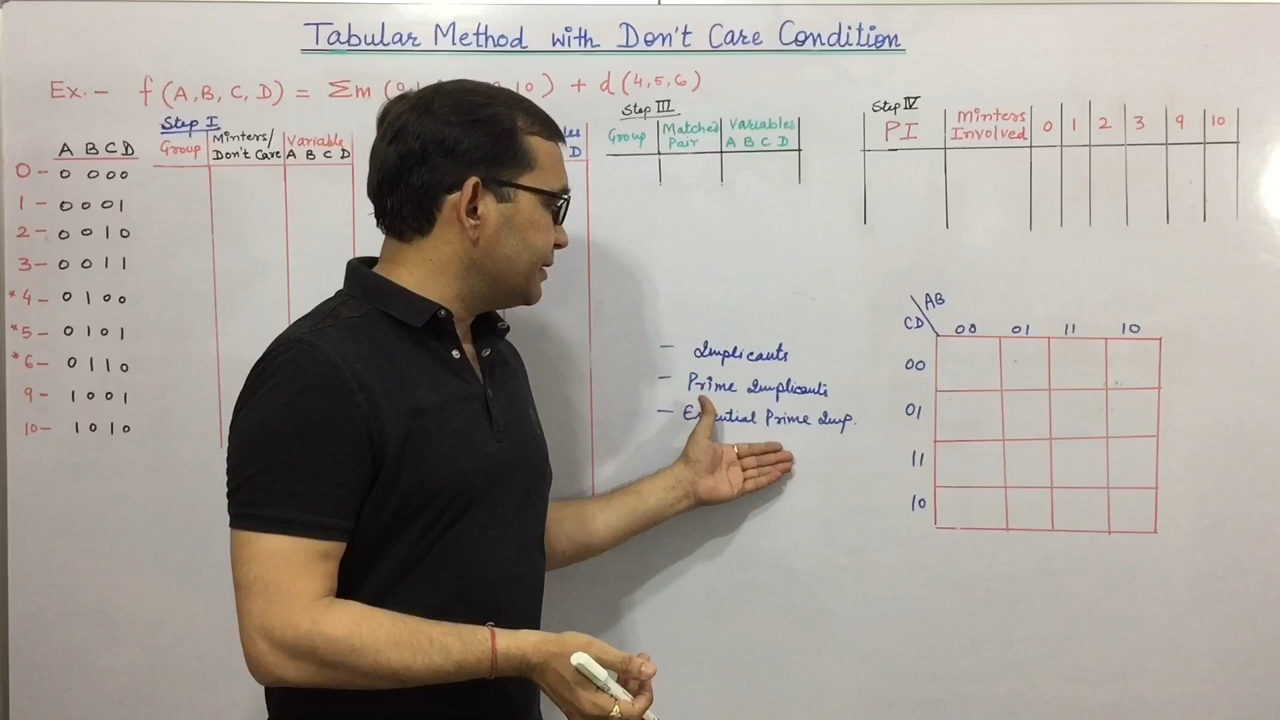 Tabular Method with Don't Care Condition
Ex.- f(A,B,C,D) = Σm (0,1 10) + d(4,5,6)
Step I
Group Minters/ Don't Care Variable A B C D
D
Step III
Group Matched Pair Variables A B C D
Step IV
PI Minters Involved 0 1 2 3 9 10
A B C D
0- 0 0 0 0
1- 0 0 0 1
2- 0 0 1 0
3- 0 0 1 1
*4- 0 1 0 0
*5- 0 1 0 1
*6- 0 1 1 0
9- 1 0 0 1
10- 1 0 1 0
- Implicants
- Prime Implicants
- Essential Prime Imp.
AB
CD 00 01 11 10
00
01
11
10